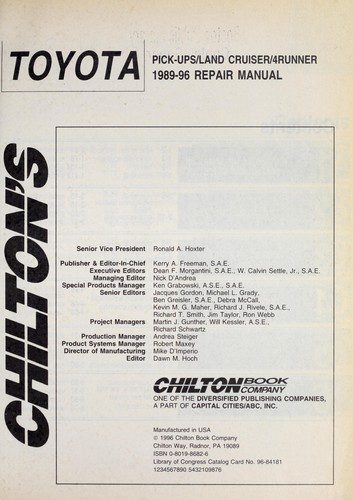 TOYOTA
PICK-UPS/LAND CRUISER/4RUNNER
1989-96 REPAIR MANUAL
CHILTON'S
Senior Vice President Ronald A. Hoxter
Publisher & Editor-In-Chief Kerry A. Freeman, S.A.E.
Executive Editors Dean F. Morgantini, S.A.E., W. Calvin Settle, Jr., S.A.E.
Managing Editor Nick D'Andrea
Special Products Manager Ken Grabowski, A.S.E., S.A.E.
Senior Editors Jacques Gordon, Michael L. Grady,
Ben Greisler, S.A.E., Debra McCall,
Kevin M. G. Maher, Richard J. Rivele, S.A.E.,
Richard T. Smith, Jim Taylor, Ron Webb
Project Managers Martin J. Gunther, Will Kessler, A.S.E.,
Richard Schwartz
Production Manager Andrea Steiger
Product Systems Manager Robert Maxey
Director of Manufacturing Mike D'Imperio
Editor Dawn M. Hoch
CHILTON BOOK COMPANY
ONE OF THE DIVERSIFIED PUBLISHING COMPANIES,
A PART OF CAPITAL CITIES/ABC, INC.
Manufactured in USA
© 1996 Chilton Book Company
Chilton Way, Radnor, PA 19089
ISBN 0-8019-8682-6
Library of Congress Catalog Card No. 96-84181
1234567890 5432109876